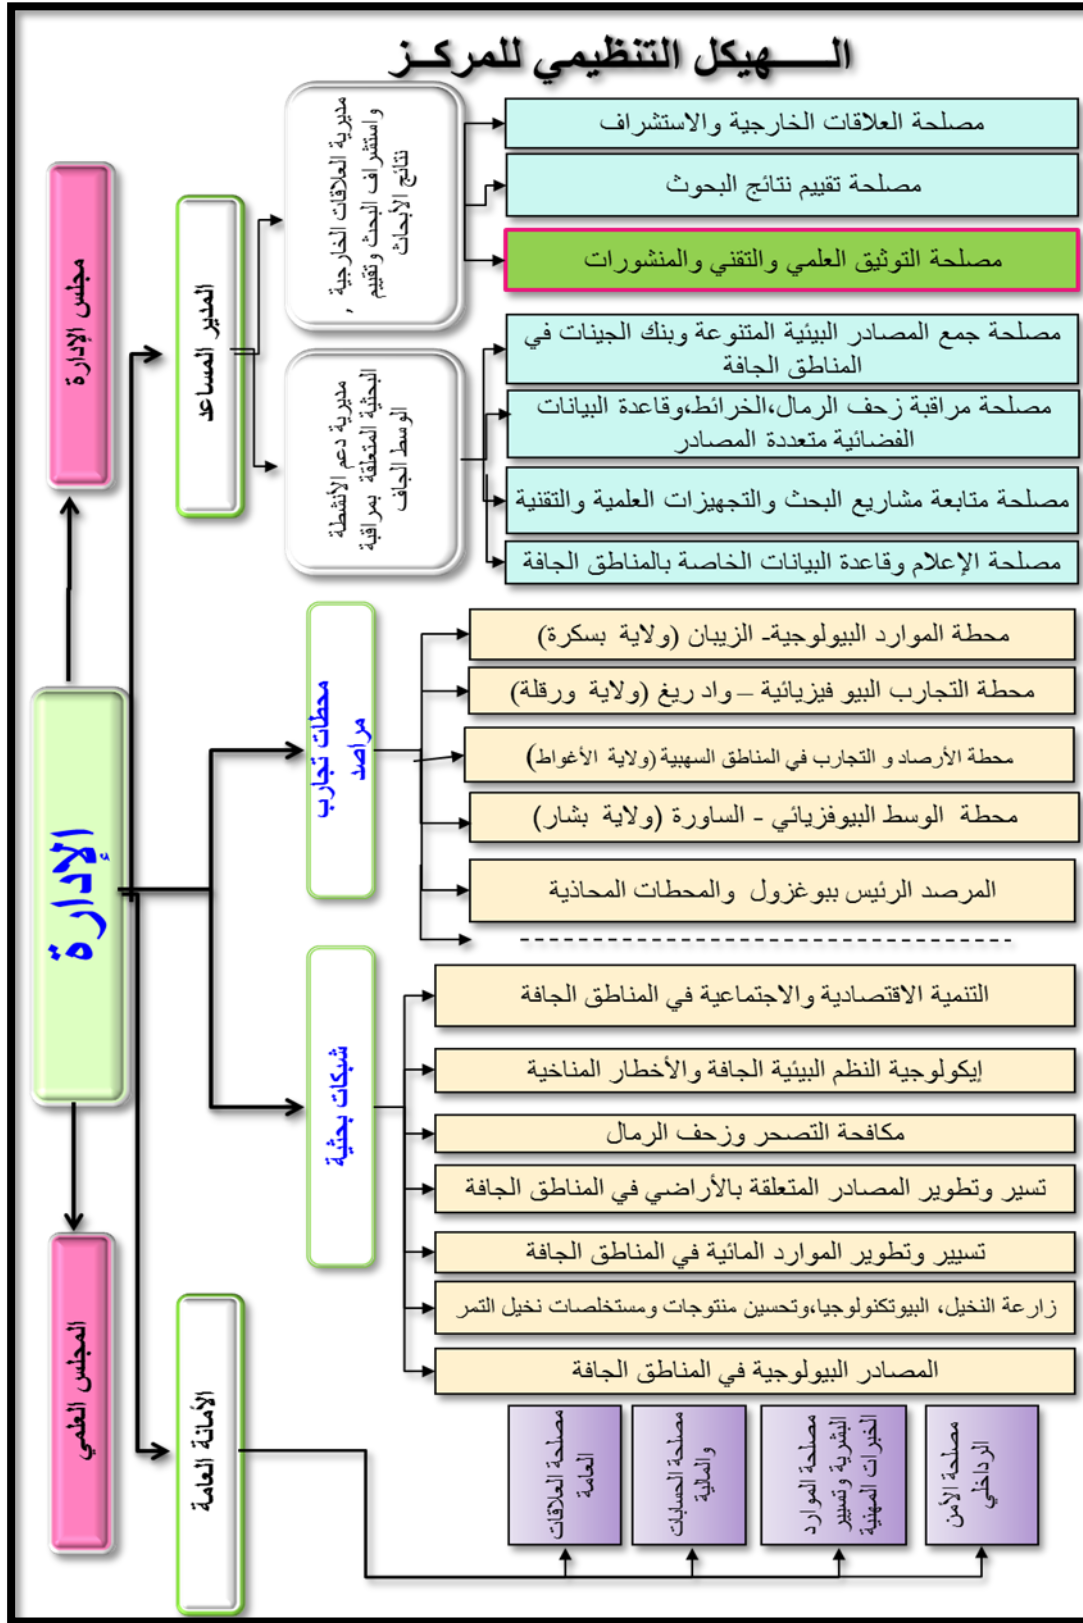 الـــــهيكل التنظيمي للمركــز
مجلس الإدارة
الإدارة
المجلس العلمي
المدير المساعد
الأمانة العامة
مديرية العلاقات الخارجية ,
واستشراف البحث وتقييم
نتائج الأبحاث
مصلحة العلاقات الخارجية والاستشراف
مصلحة تقييم نتائج البحوث
مصلحة التوثيق العلمي والتقني والمنشورات
مديرية دعم الأنشطة
البحثية المتعلقة بمراقبة
الوسط الجاف
مصلحة جمع المصادر البيئية المتنوعة وبنك الجينات في
المناطق الجافة
مصلحة مراقبة زحف الرمال،الخرائط،وقاعدة البيانات
الفضائية متعددة المصادر
مصلحة متابعة مشاريع البحث والتجهيزات العلمية والتقنية
مصلحة الإعلام وقاعدة البيانات الخاصة بالمناطق الجافة
محطات تجارب
مراصد
محطة الموارد البيولوجية- الزيبان (ولاية بسكرة)
محطة التجارب البيو فيزيائية – واد ريغ (ولاية ورقلة)
محطة الأرصاد و التجارب في المناطق السهبية (ولاية الأغواط)
محطة الوسط البيوفزيائي - الساورة (ولاية بشار)
المرصد الرئيس ببوغزول والمحطات المحاذية
شبكات بحثية
التنمية الاقتصادية والاجتماعية في المناطق الجافة
إيكولوجية النظم البيئية الجافة والأخطار المناخية
مكافحة التصحر وزحف الرمال
تسير وتطوير المصادر المتعلقة بالأراضي في المناطق الجافة
تسيير وتطوير الموارد المائية في المناطق الجافة
زارعة النخيل، البيوتكنولوجيا،وتحسين منتوجات ومستخلصات نخيل التمر
المصادر البيولوجية في المناطق الجافة
مصلحة العلاقات
العامة
مصلحة الحسابات
والمالية
مصلحة الموارد
البشرية وتسيير
الخبرات المهنية
مصلحة الأمن
الرداخلي